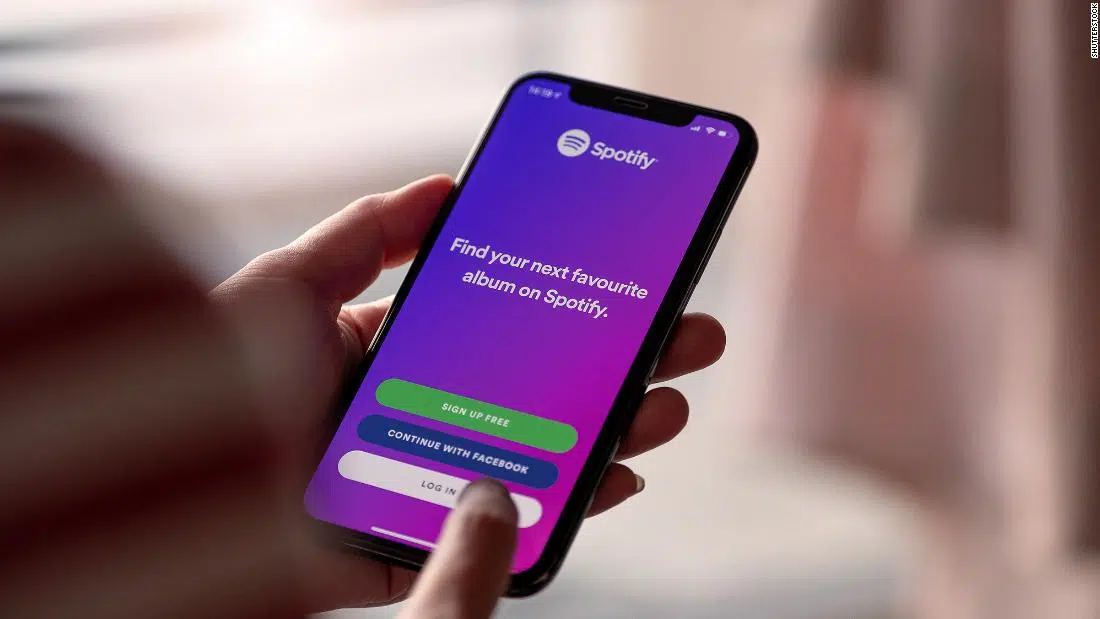 Spotify
Find your next favourite
album on Spotify.
SIGN UP FREE
CONTINUE WITH FACEBOOK
LOG IN
SHUTTERSTOCK